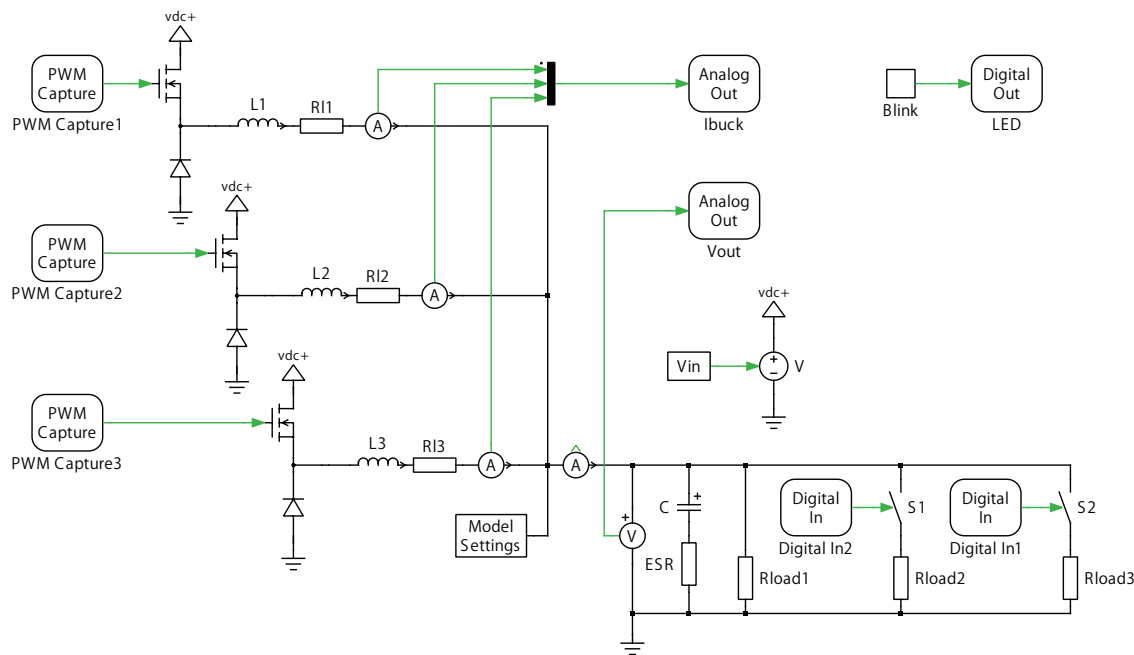 vdc+
PWM
Capture
PWM Capture1
L1
Rl1
A
Analog
Out
Ibuck
Blink
Digital
Out
LED
vdc+
PWM
Capture
PWM Capture2
L2
Rl2
A
Analog
Out
Vout
vdc+
Vin
+
−
V
vdc+
PWM
Capture
PWM Capture3
L3
Rl3
A
A
Model
Settings
+
V
C
+
ESR
Rload1
Digital
In
Digital In2
S1
Rload2
Digital
In
Digital In1
S2
Rload3